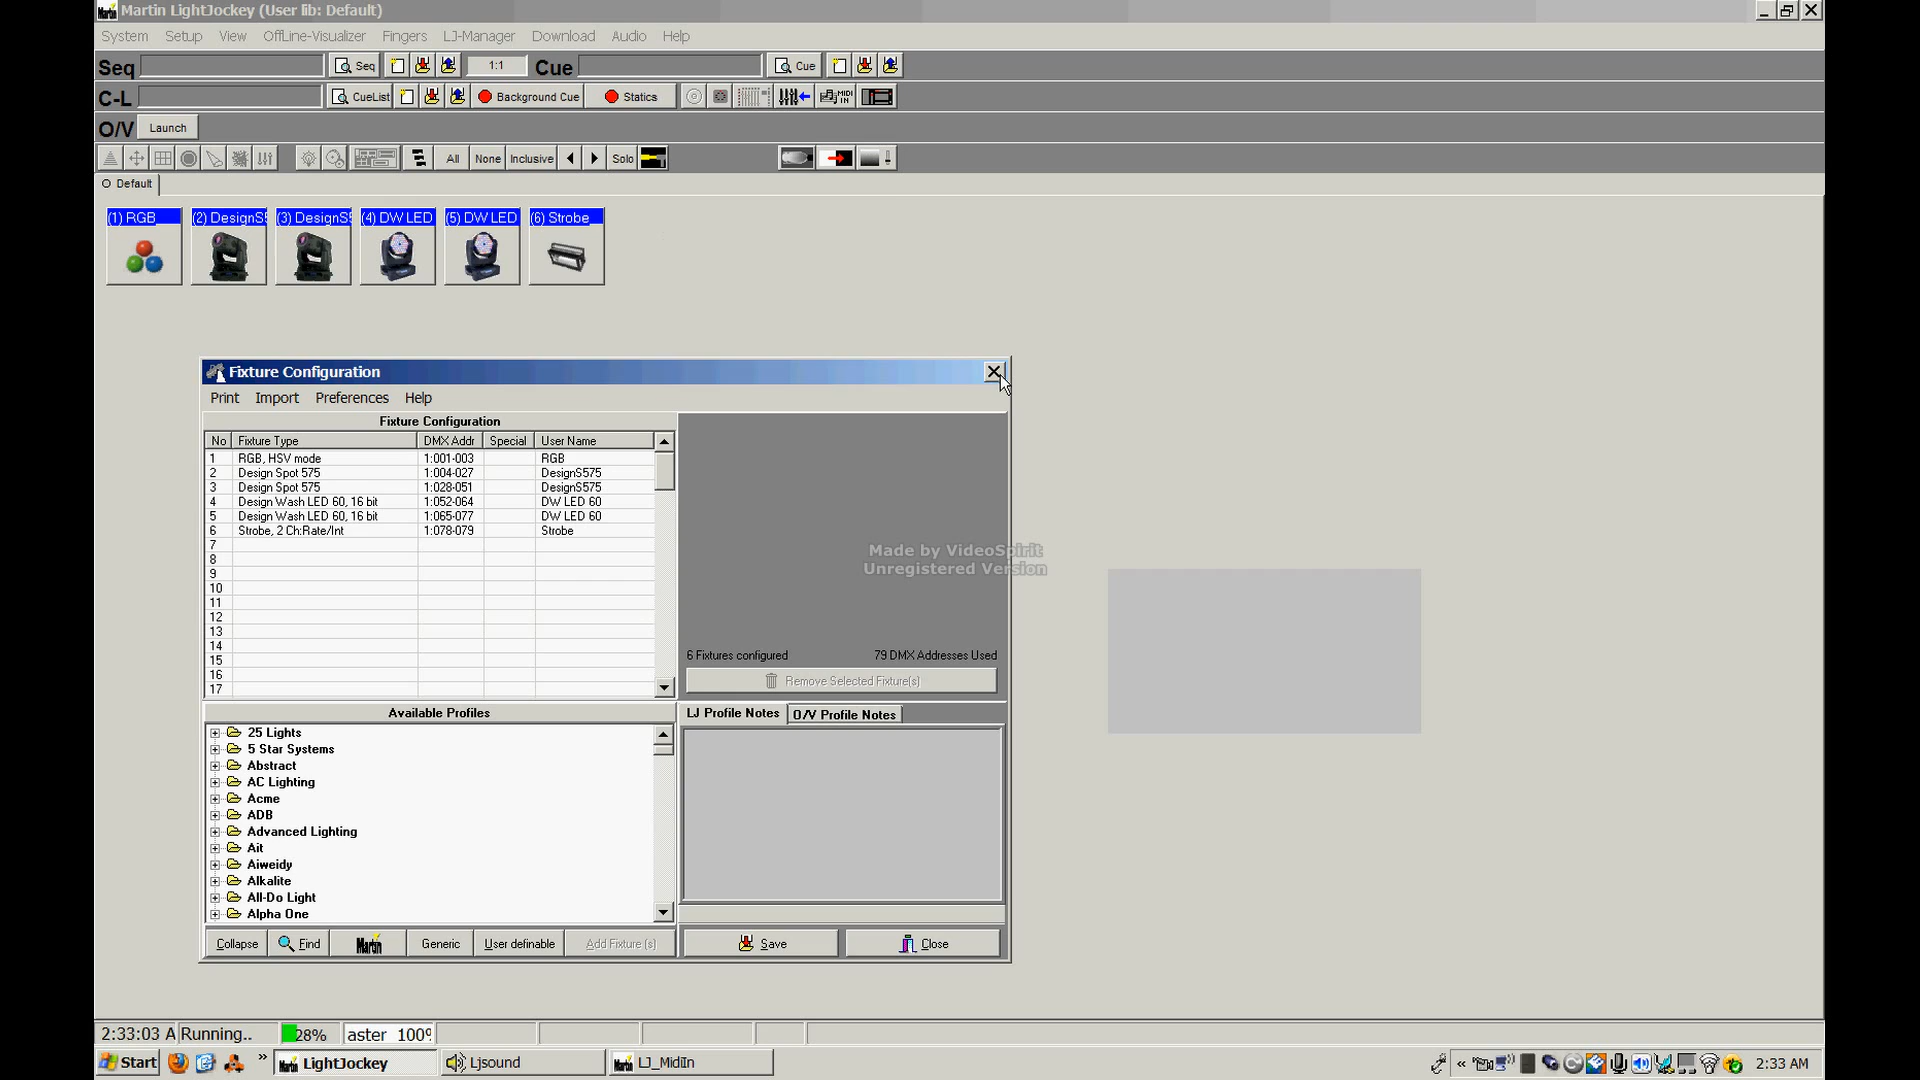 Martin LightJockey (User lib: Default)
System Setup View OffLine-Visualizer Fingers LJ-Manager Download Audio Help
Seq Seq 1:1 Cue Cue
C-L CueList Background Cue Statics MIDI IN
O/V Launch
All None Inclusive Solo
Default
(1) RGB (2) DesignS5 (3) DesignS5 (4) DW LED (5) DW LED (6) Strobe
Fixture Configuration
Print Import Preferences Help
Fixture Configuration
No Fixture Type DMX Addr Special User Name
1 RGB, HSV mode 1:001-003 RGB
2 Design Spot 575 1:004-027 DesignS575
3 Design Spot 575 1:028-051 DesignS575
4 Design Wash LED 60, 16 bit 1:052-064 DW LED 60
5 Design Wash LED 60, 16 bit 1:065-077 DW LED 60
6 Strobe, 2 Ch:Rate/Int 1:078-079 Strobe
7
8
9
10
11
12
13
14
15
16
17
Made by VideoSpirit
Unregistered Version
6 Fixtures configured 79 DMX Addresses Used
Remove Selected Fixture(s)
Available Profiles
LJ Profile Notes O/V Profile Notes
25 Lights
5 Star Systems
Abstract
AC Lighting
Acme
ADB
Advanced Lighting
Ait
Aiweidy
Alkalite
All-Do Light
Alpha One
Collapse Find Martin Generic User definable Add Fixture (s) Save Close
2:33:03 A Running.. 28% aster 100%
Start LightJockey Ljsound LJ_MidiIn 2:33 AM